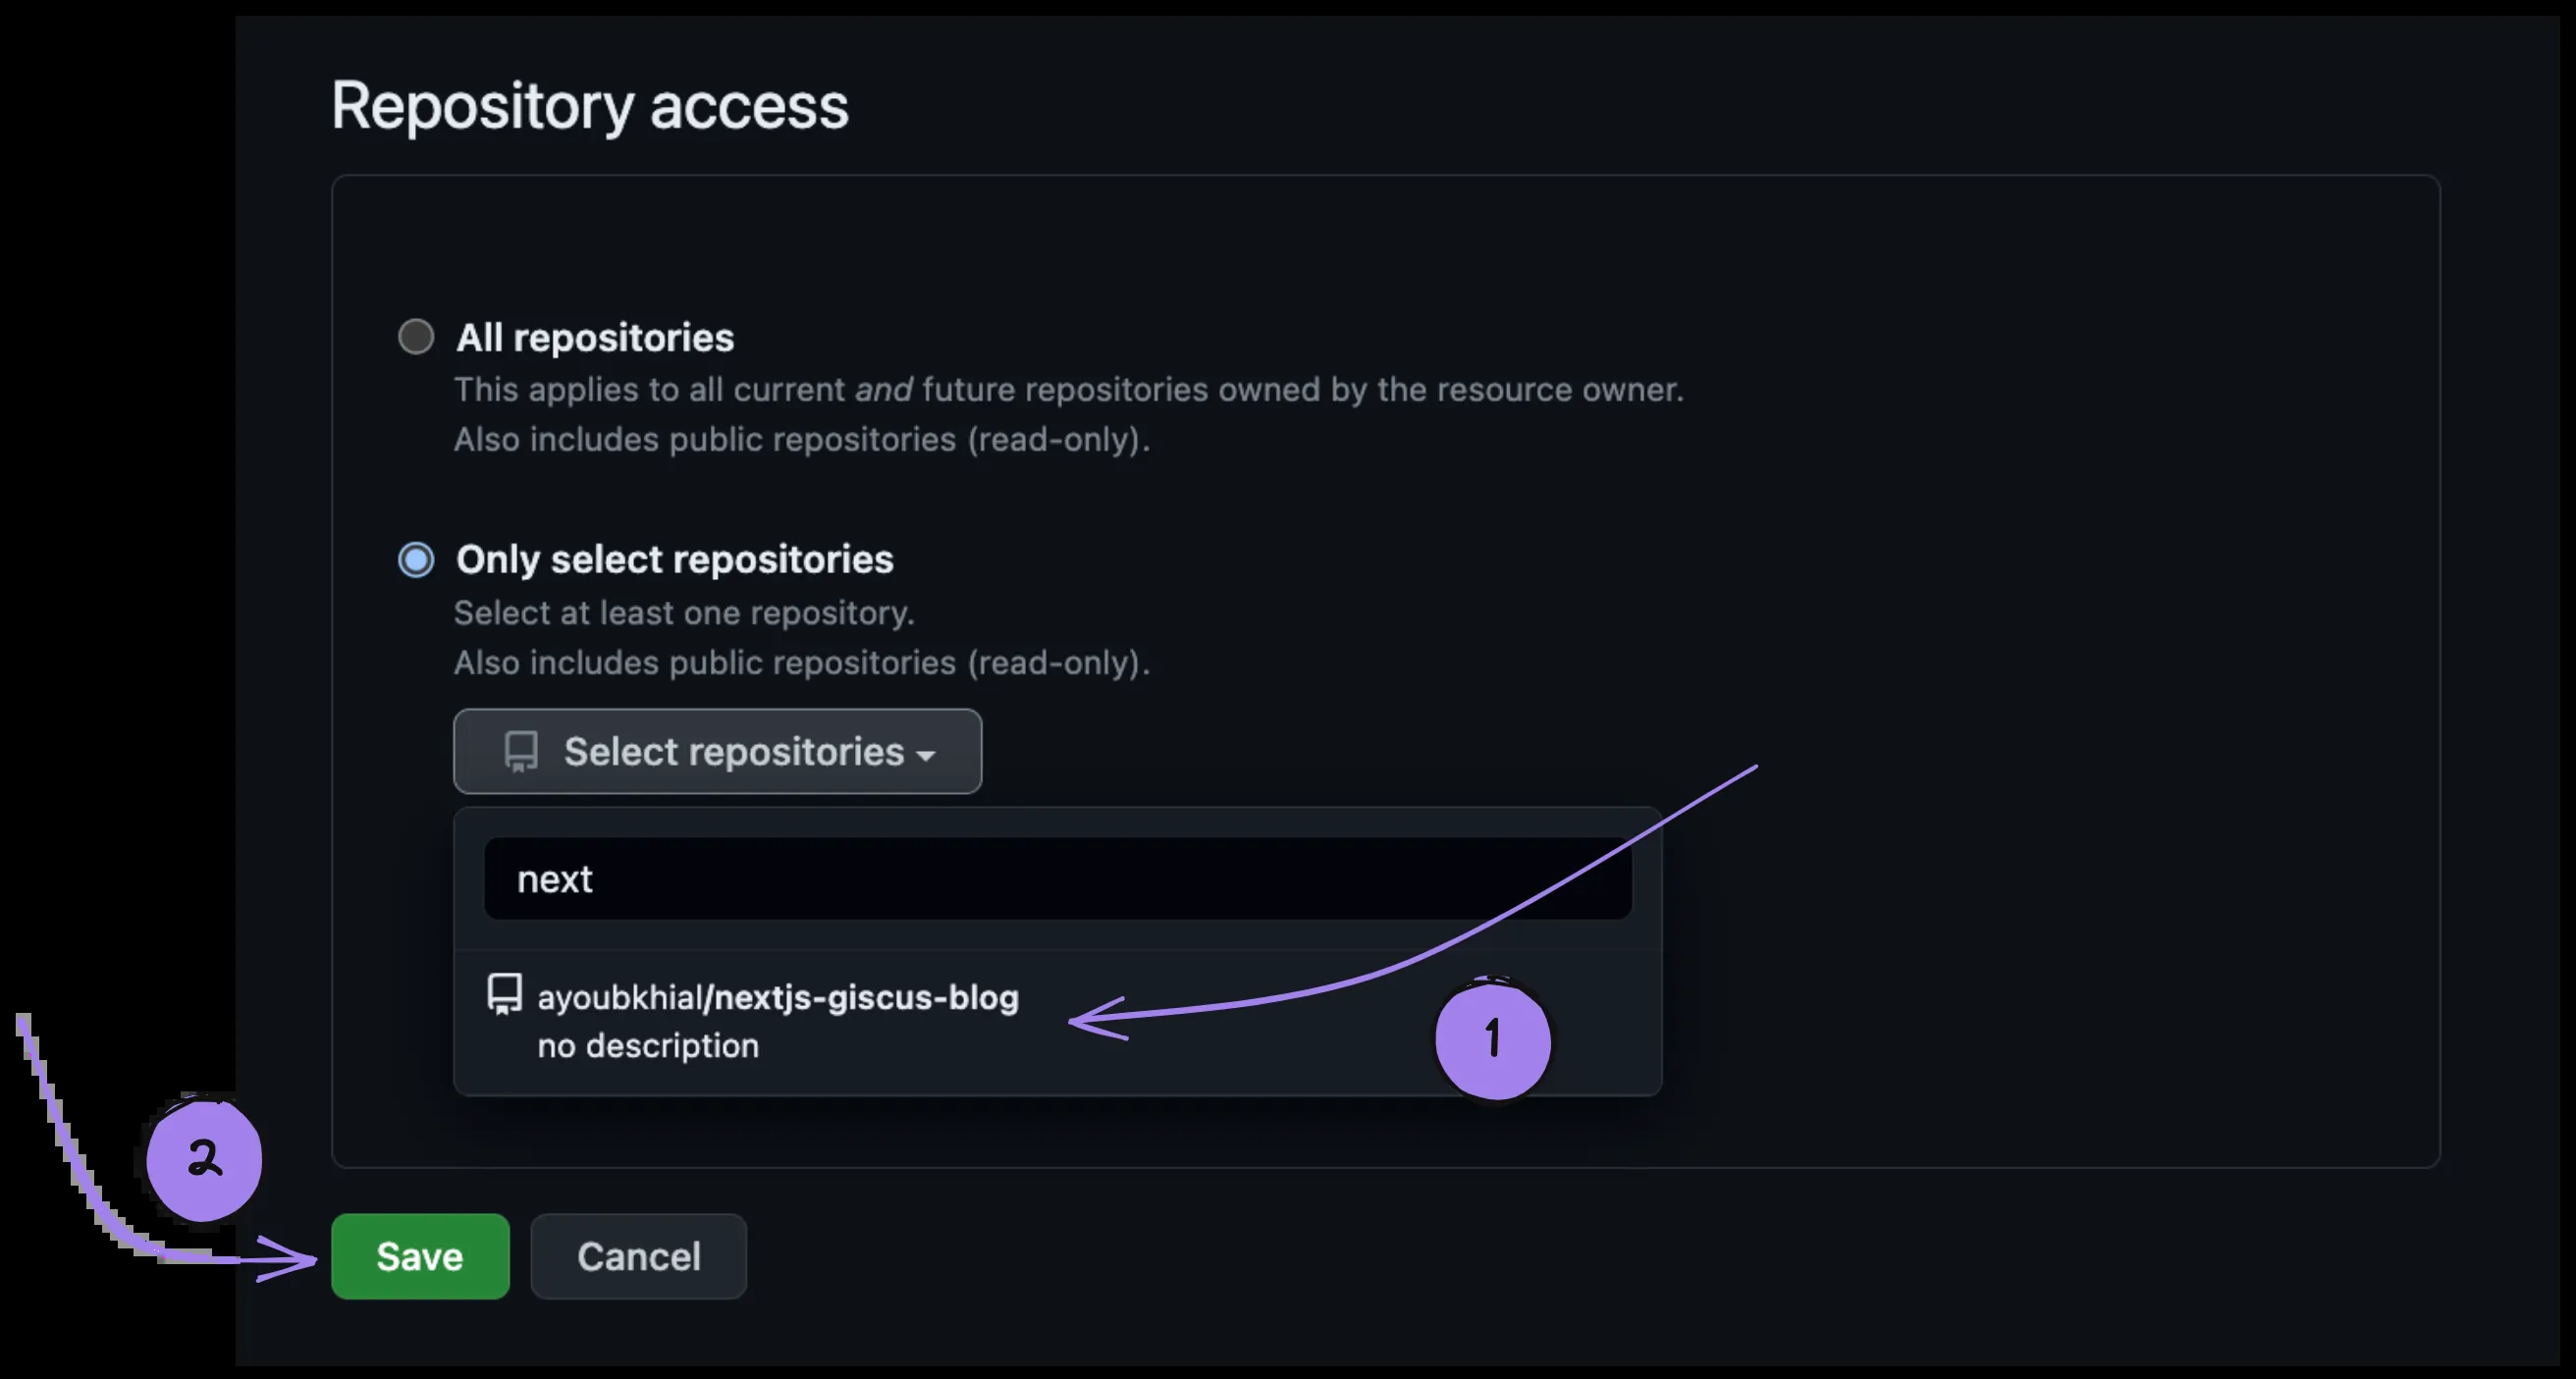 Repository access
All repositories
This applies to all current and future repositories owned by the resource owner.
Also includes public repositories (read-only).
Only select repositories
Select at least one repository.
Also includes public repositories (read-only).
Select repositories
next
ayoubkhial/nextjs-giscus-blog
no description
1
2
Save
Cancel